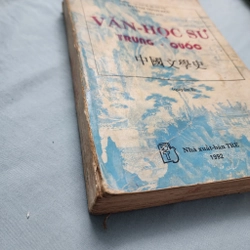 VĂN-HỌC SỬ
TRUNG QUỐC
中國文學史
Nhà xuất-bản TRẺ
1992